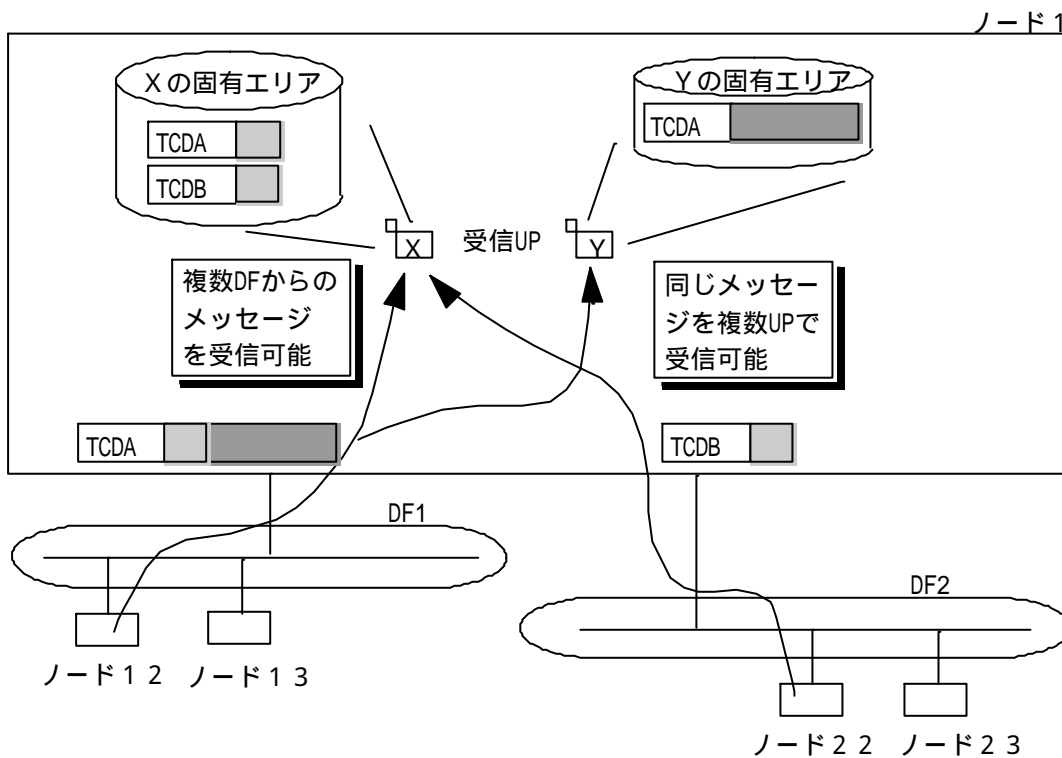 ノード１
Ｘの固有エリア
Ｙの固有エリア
TCDA
TCDB
TCDA
X
受信UP
Y
複数DFからの
メッセージ
を受信可能
同じメッセー
ジを複数UPで
受信可能
TCDA
TCDB
DF1
DF2
ノード１２
ノード１３
ノード２２
ノード２３